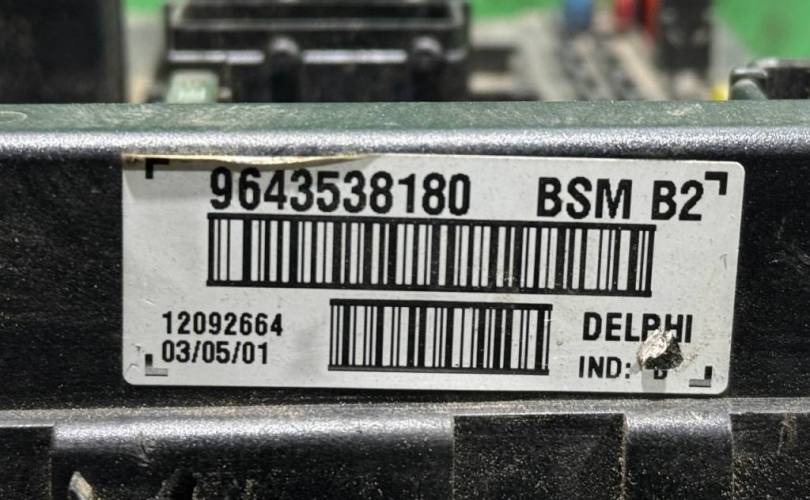 9643538180 BSM B2
12092664
03/05/01
DELPHI
IND: